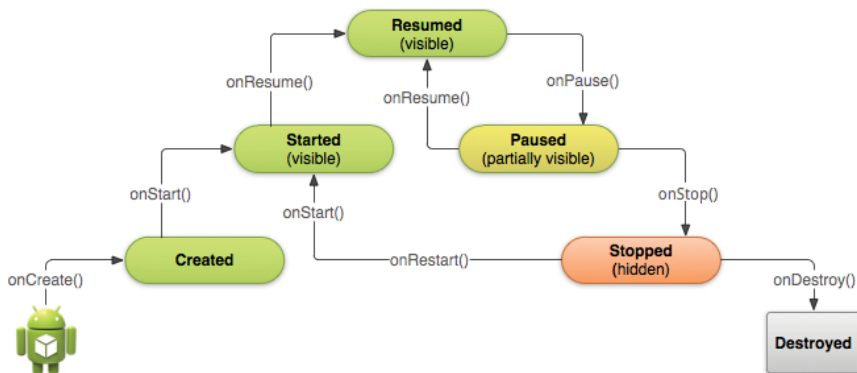 Resumed
(visible)
onResume()
onResume()
onPause()
Started
(visible)
Paused
(partially visible)
onStart()
onStart()
onStop()
Created
onRestart()
Stopped
(hidden)
onCreate()
onDestroy()
Destroyed